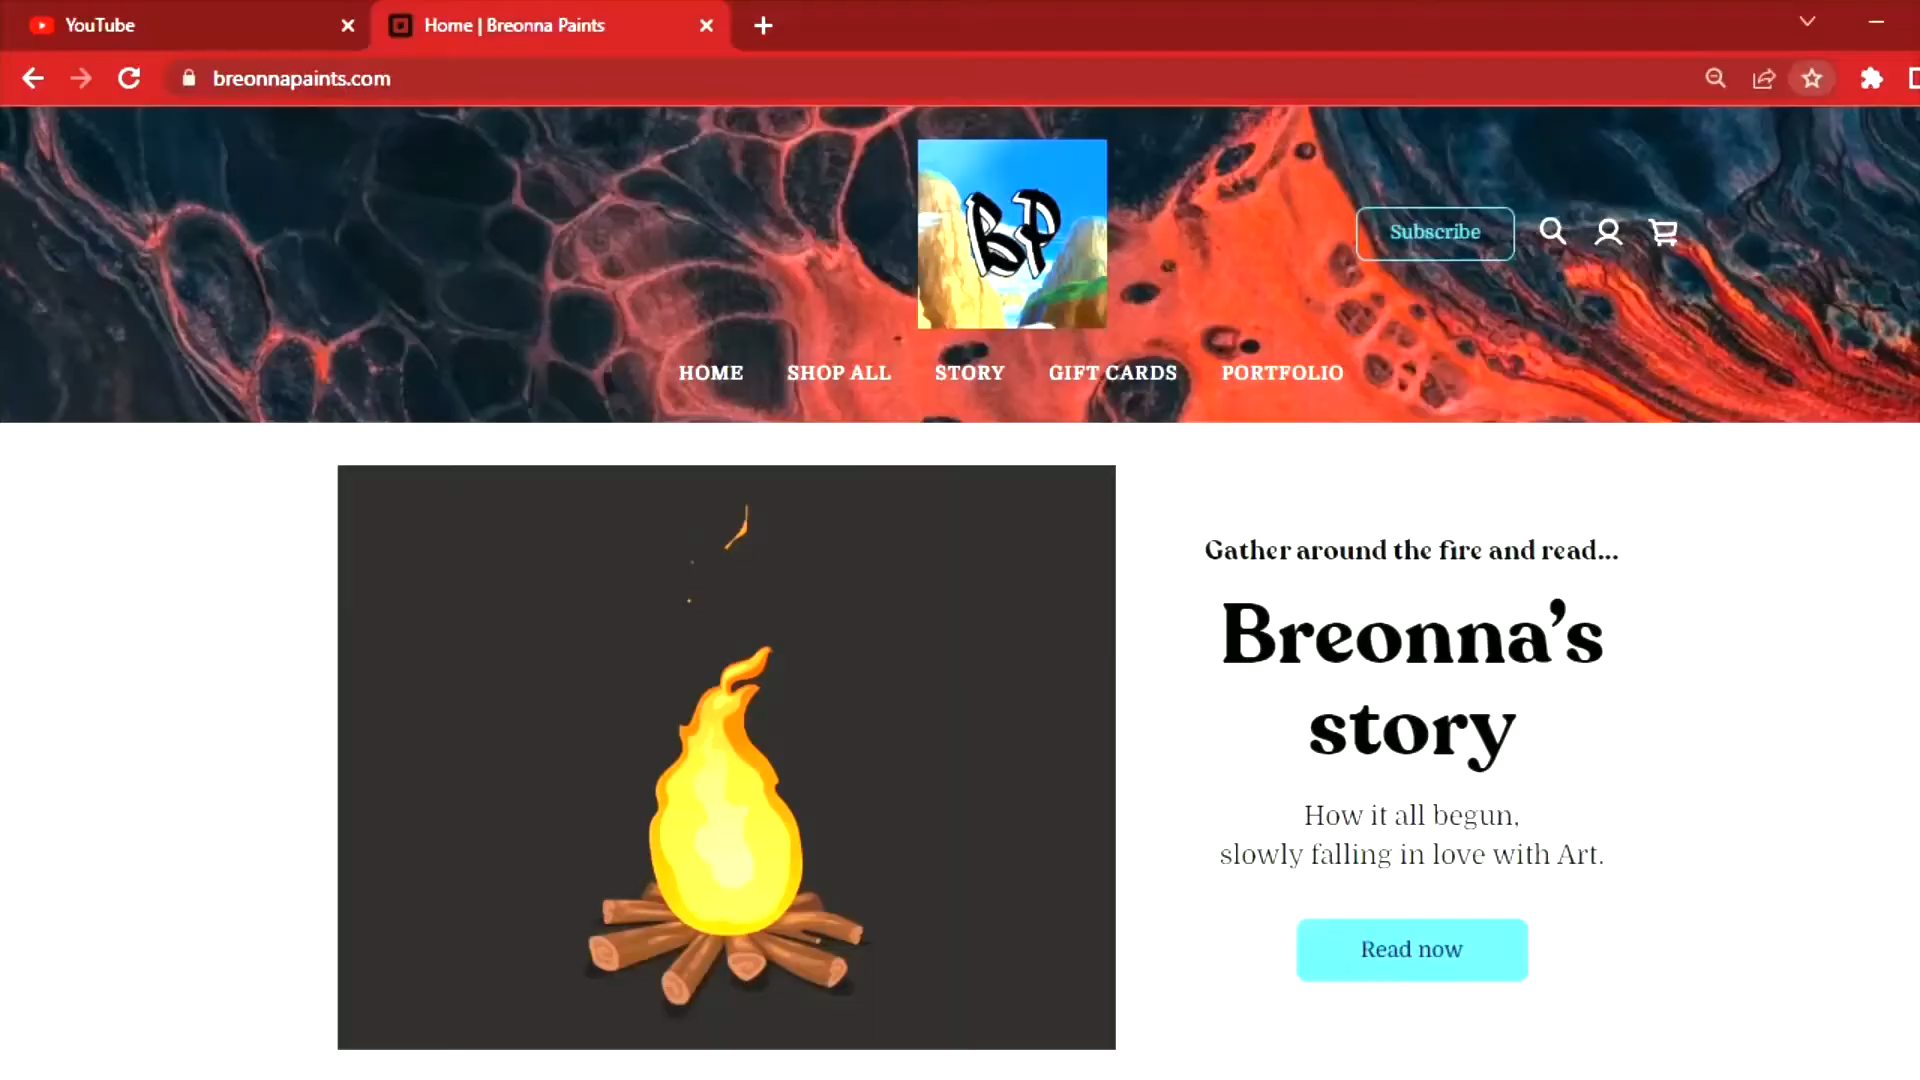 YouTube
Home | Breonna Paints
breonnapaints.com
BP
Subscribe
HOME SHOP ALL STORY GIFT CARDS PORTFOLIO
Gather around the fire and read...
Breonna’s
story
How it all begun,
slowly falling in love with Art.
Read now